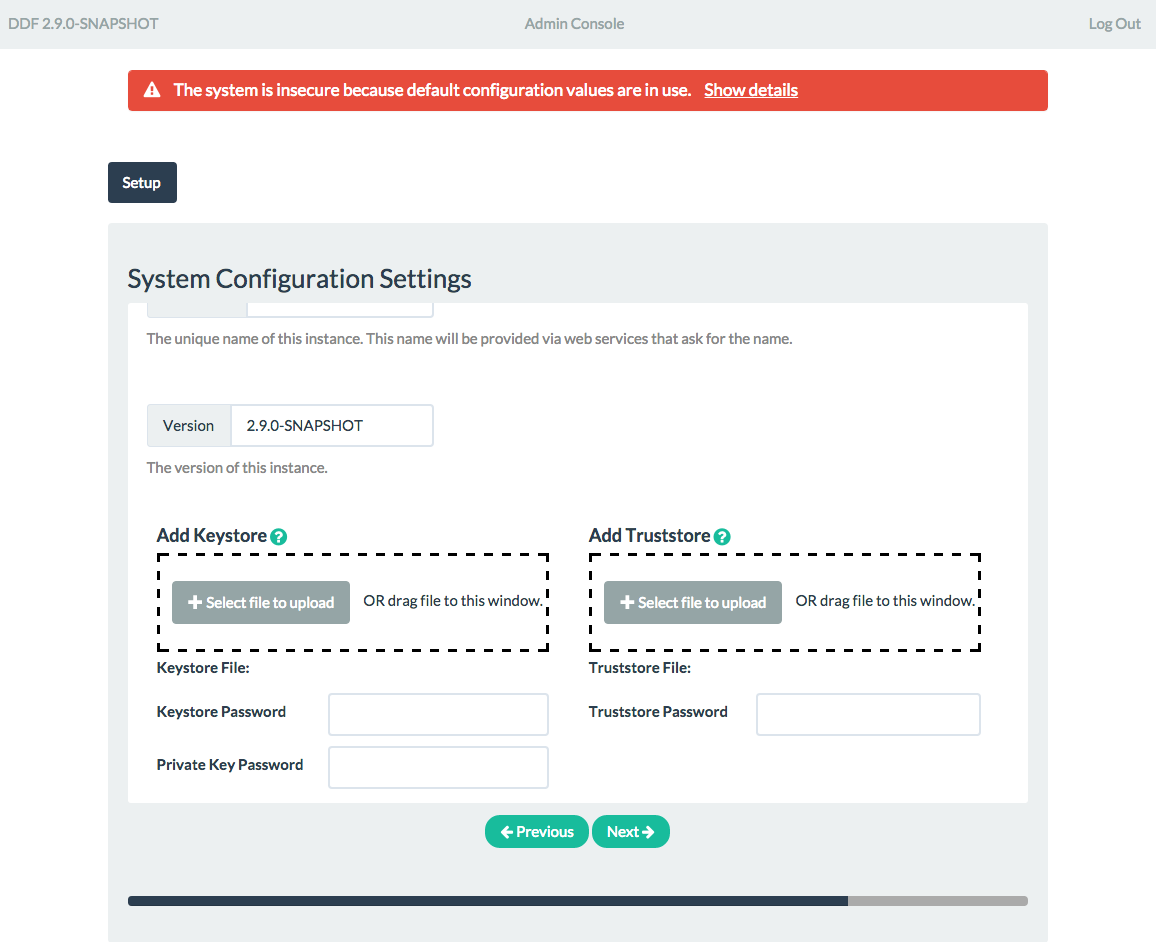 DDF 2.9.0-SNAPSHOT
Admin Console
Log Out
The system is insecure because default configuration values are in use. Show details
Setup
System Configuration Settings
The unique name of this instance. This name will be provided via web services that ask for the name.
Version 2.9.0-SNAPSHOT
The version of this instance.
Add Keystore ?
Select file to upload OR drag file to this window.
Keystore File:
Keystore Password
Private Key Password
Add Truststore ?
Select file to upload OR drag file to this window.
Truststore File:
Truststore Password
Previous
Next